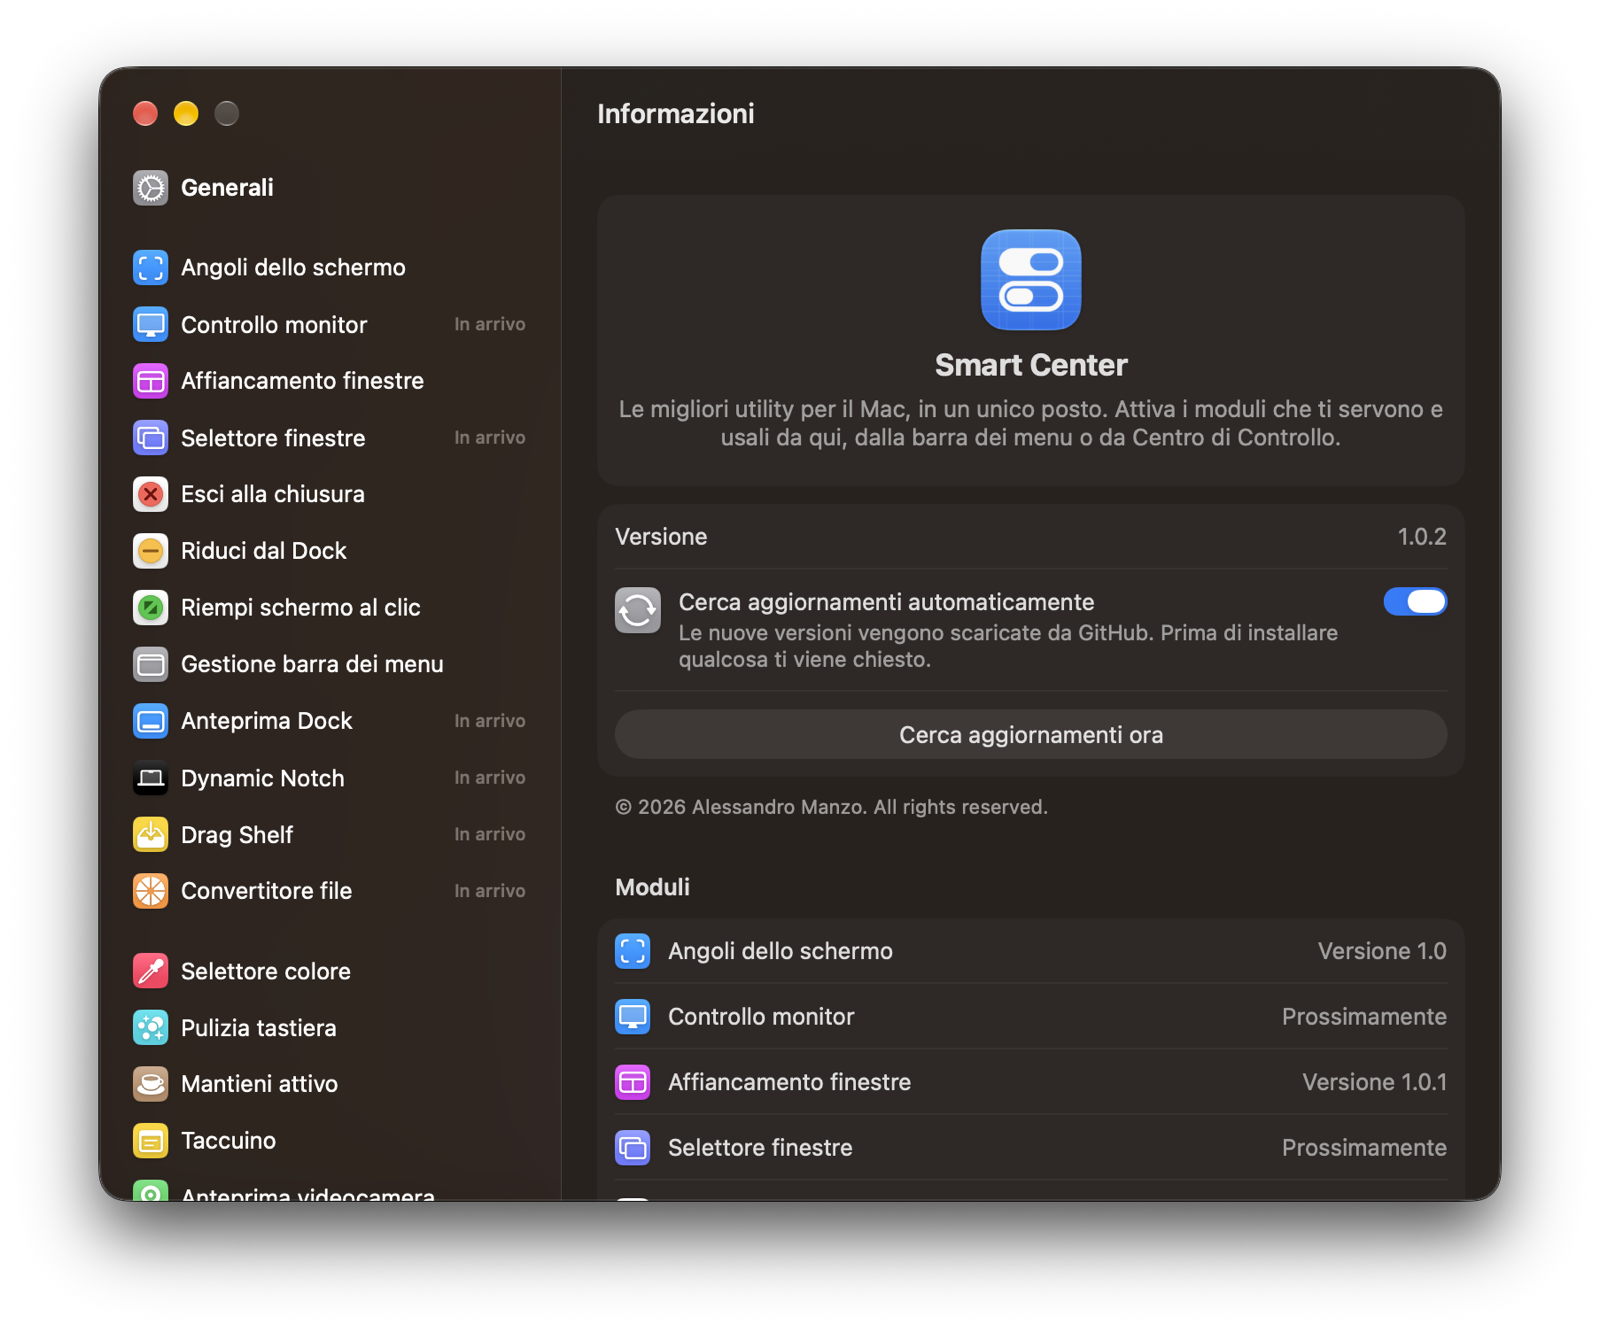 Informazioni
Generali
Angoli dello schermo
Controllo monitor In arrivo
Affiancamento finestre
Selettore finestre In arrivo
Esci alla chiusura
Riduci dal Dock
Riempi schermo al clic
Gestione barra dei menu
Anteprima Dock In arrivo
Dynamic Notch In arrivo
Drag Shelf In arrivo
Convertitore file In arrivo
Selettore colore
Pulizia tastiera
Mantieni attivo
Taccuino
Anteprima videocamera
Smart Center
Le migliori utility per il Mac, in un unico posto. Attiva i moduli che ti servono e
usali da qui, dalla barra dei menu o da Centro di Controllo.
Versione 1.0.2
Cerca aggiornamenti automaticamente
Le nuove versioni vengono scaricate da GitHub. Prima di installare
qualcosa ti viene chiesto.
Cerca aggiornamenti ora
© 2026 Alessandro Manzo. All rights reserved.
Moduli
Angoli dello schermo Versione 1.0
Controllo monitor Prossimamente
Affiancamento finestre Versione 1.0.1
Selettore finestre Prossimamente